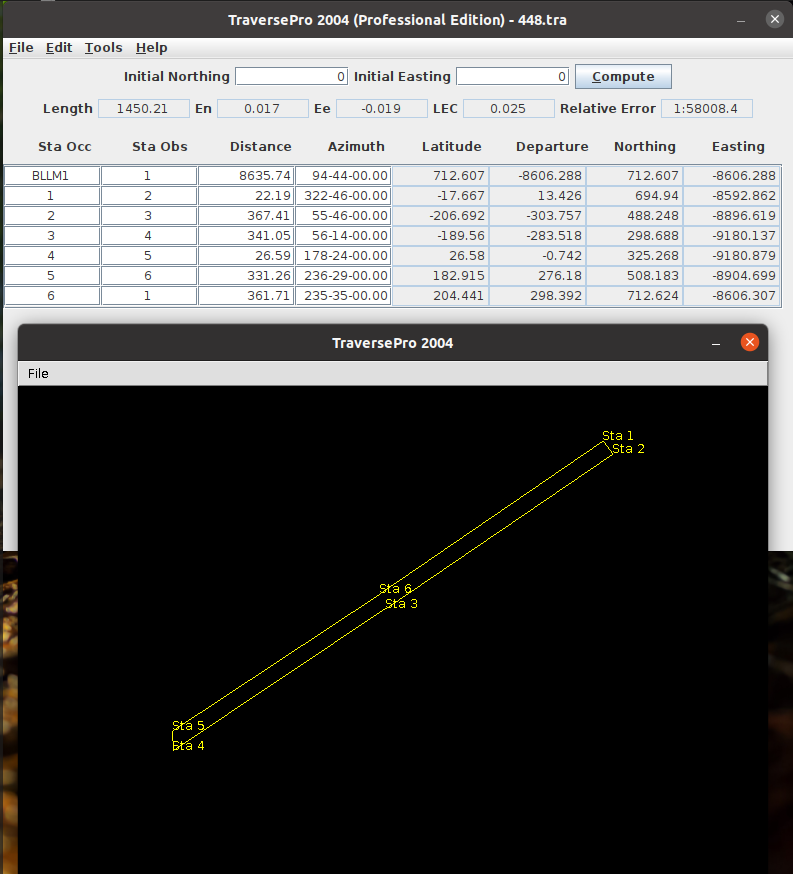 TraversePro 2004 (Professional Edition) - 448.tra
File Edit Tools Help
Initial Northing 0 Initial Easting 0 Compute
Length 1450.21 En 0.017 Ee -0.019 LEC 0.025 Relative Error 1:58008.4
Sta Occ Sta Obs Distance Azimuth Latitude Departure Northing Easting
BLLM1 1 8635.74 94-44-00.00 712.607 -8606.288 712.607 -8606.288
1 2 22.19 322-46-00.00 -17.667 13.426 694.94 -8592.862
2 3 367.41 55-46-00.00 -206.692 -303.757 488.248 -8896.619
3 4 341.05 56-14-00.00 -189.56 -283.518 298.688 -9180.137
4 5 26.59 178-24-00.00 26.58 -0.742 325.268 -9180.879
5 6 331.26 236-29-00.00 182.915 276.18 508.183 -8904.699
6 1 361.71 235-35-00.00 204.441 298.392 712.624 -8606.307
TraversePro 2004
File
Sta 1
Sta 2
Sta 6
Sta 3
Sta 5
Sta 4